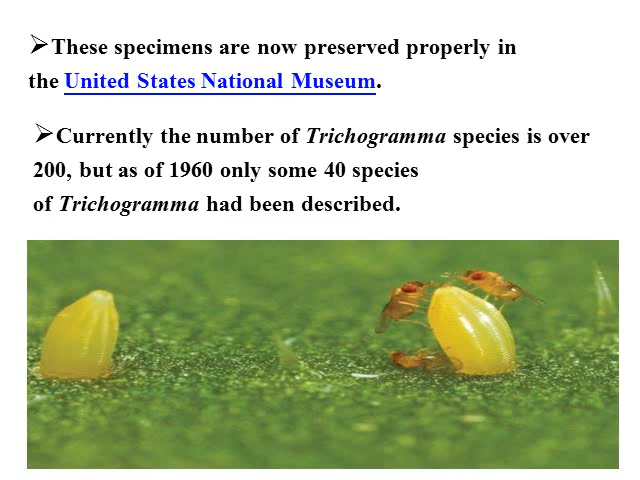 ➢These specimens are now preserved properly in
the United States National Museum.
➢Currently the number of Trichogramma species is over
200, but as of 1960 only some 40 species
of Trichogramma had been described.